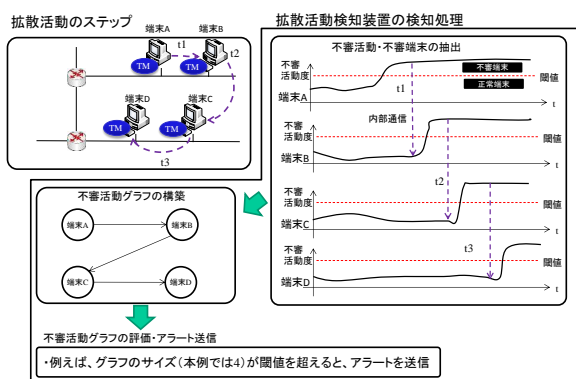 拡散活動のステップ
端末A
端末B
t1
t2
TM
TM
端末D
端末C
TM
TM
t3
拡散活動検知装置の検知処理
不審活動・不審端末の抽出
不審
活動度
不審端末
閾値
正常端末
端末A
t1
t
不審
活動度
内部通信
閾値
端末B
t
t2
不審
活動度
閾値
端末C
t
不審
活動度
t3
閾値
端末D
t
不審活動グラフの構築
端末A
端末B
端末C
端末D
不審活動グラフの評価・アラート送信
・例えば、グラフのサイズ(本例では4)が閾値を超えると、アラートを送信